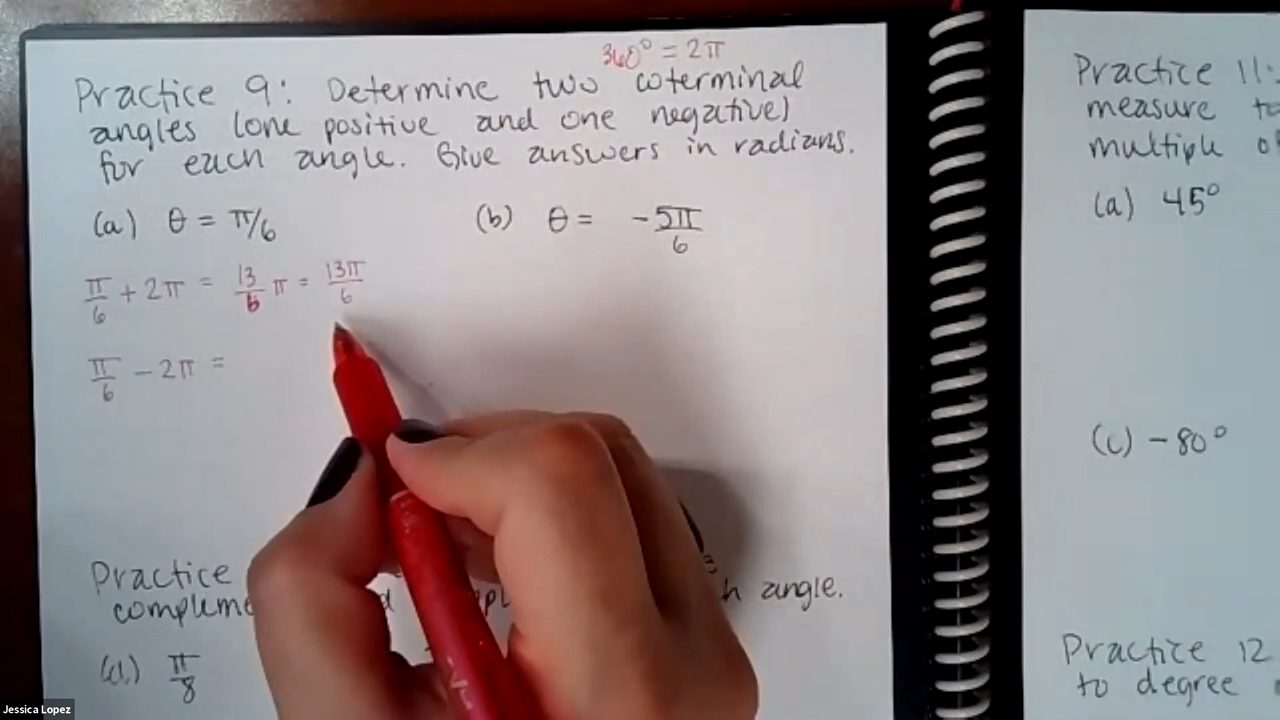 360° = 2π
Practice 9: Determine two coterminal
angles (one positive and one negative)
for each angle. Give answers in radians.
(a) θ = π/6
(b) θ = -5π/6
π/6 + 2π = 13/6 π = 13π/6
π/6 - 2π =
Practice
angle.
(a.) π/8
Practice 11:
measure
multiple
(a) 45°
(c) -80°
Practice 12
to degree
Jessica Lopez